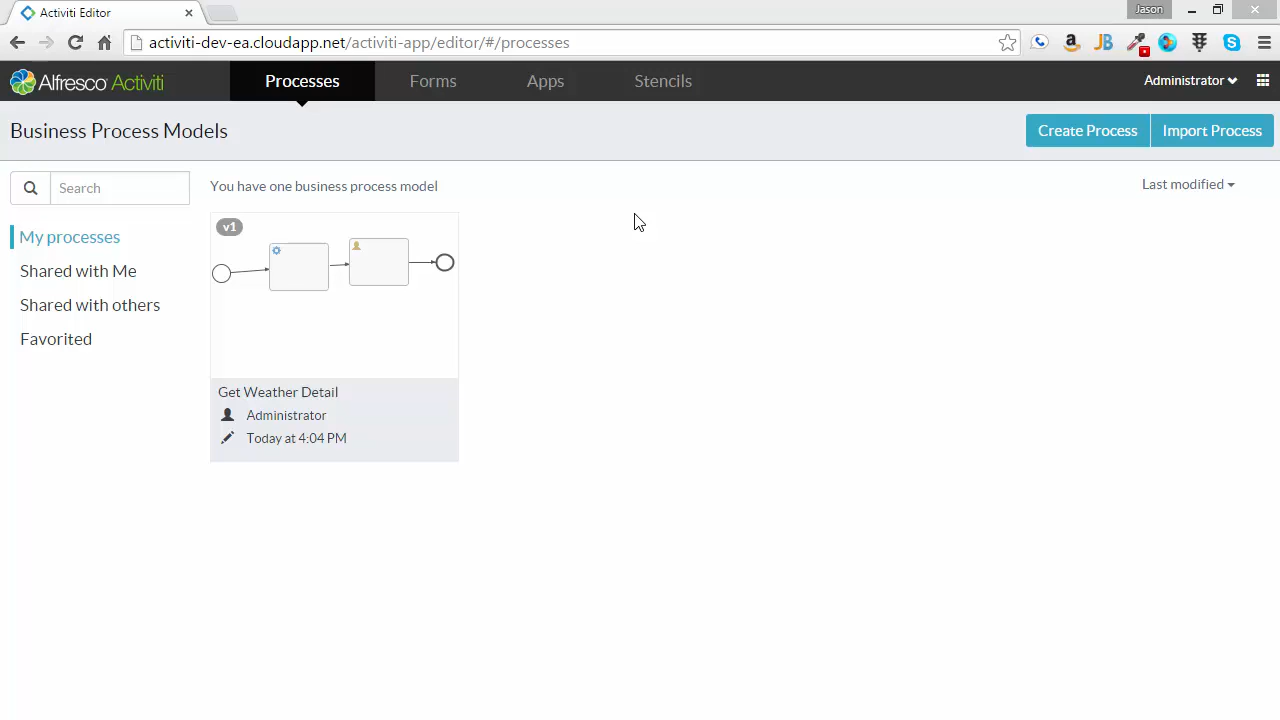 Activiti Editor
Jason
activiti-dev-ea.cloudapp.net/activiti-app/editor/#/processes
Alfresco Activiti
Processes
Forms
Apps
Stencils
Administrator
Business Process Models
Create Process
Import Process
Search
You have one business process model
Last modified
My processes
Shared with Me
Shared with others
Favorited
v1
Get Weather Detail
Administrator
Today at 4:04 PM